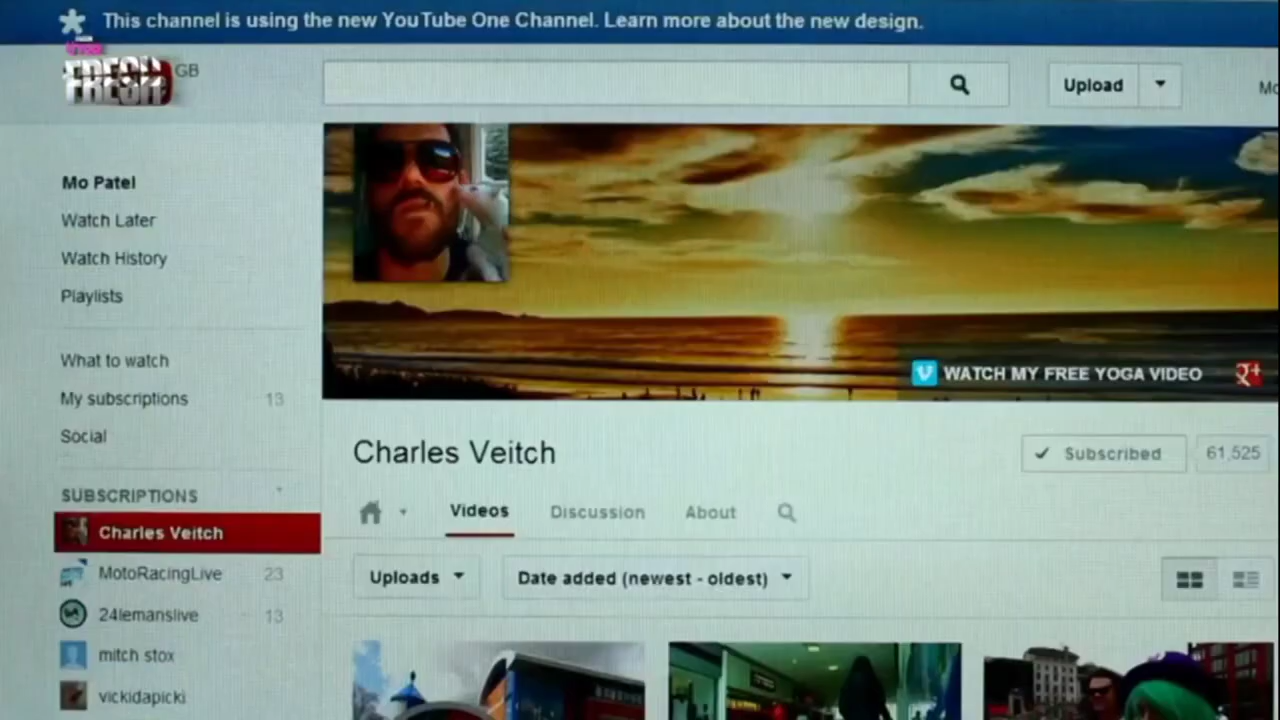 This channel is using the new YouTube One Channel. Learn more about the new design.
the
FRESH
GB
Upload
Mo Patel
Watch Later
Watch History
Playlists
What to watch
My subscriptions 13
Social
WATCH MY FREE YOGA VIDEO
Charles Veitch
Subscribed 61,525
Videos Discussion About
SUBSCRIPTIONS
Charles Veitch
MotoRacingLive 23
24lemanslive 13
mitch stox
vickidapicki
Uploads
Date added (newest - oldest)